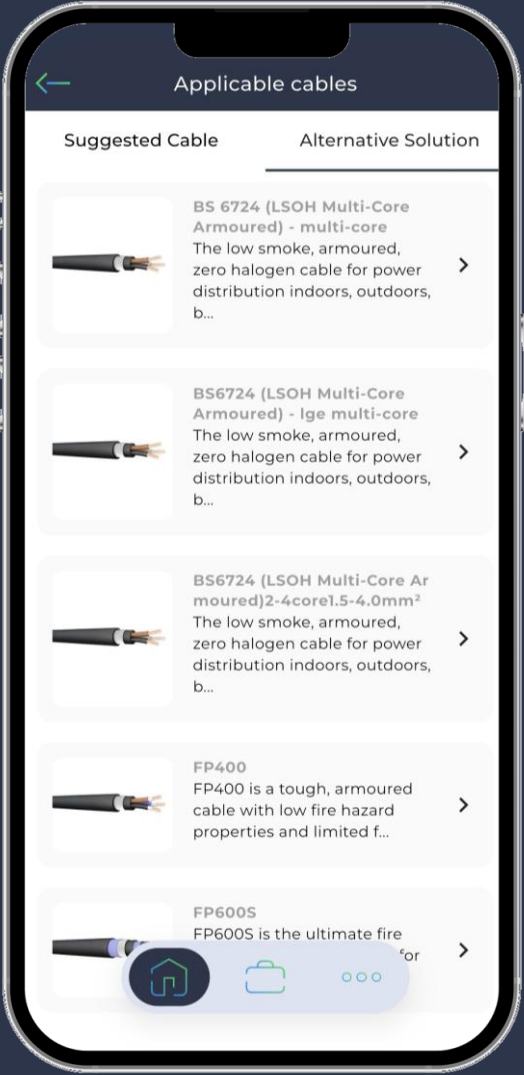 Applicable cables
Suggested Cable
Alternative Solution
BS 6724 (LSOH Multi-Core
Armoured) - multi-core
The low smoke, armoured,
zero halogen cable for power
distribution indoors, outdoors,
b...
BS6724 (LSOH Multi-Core
Armoured) - lge multi-core
The low smoke, armoured,
zero halogen cable for power
distribution indoors, outdoors,
b...
BS6724 (LSOH Multi-Core Ar
moured)2-4core1.5-4.0mm²
The low smoke, armoured,
zero halogen cable for power
distribution indoors, outdoors,
b...
FP400
FP400 is a tough, armoured
cable with low fire hazard
properties and limited f...
FP600S
FP600S is the ultimate fire
for